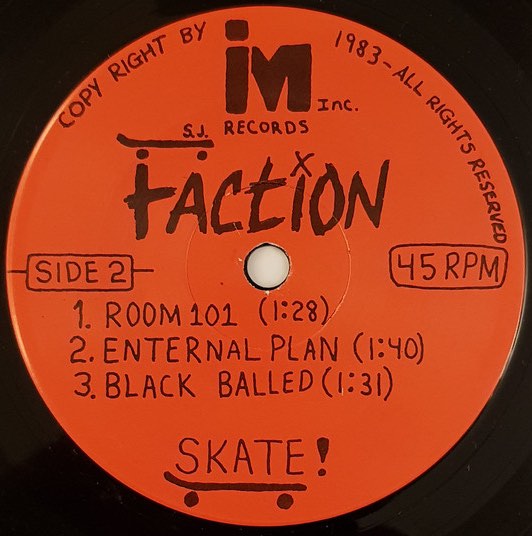 COPY RIGHT BY
im Inc.
1983-ALL RIGHTS RESERVED
S.J. RECORDS
FACTION
SIDE 2
45 RPM
1. ROOM 101 (1:28)
2. ENTERNAL PLAN (1:40)
3. BLACK BALLED (1:31)
SKATE!